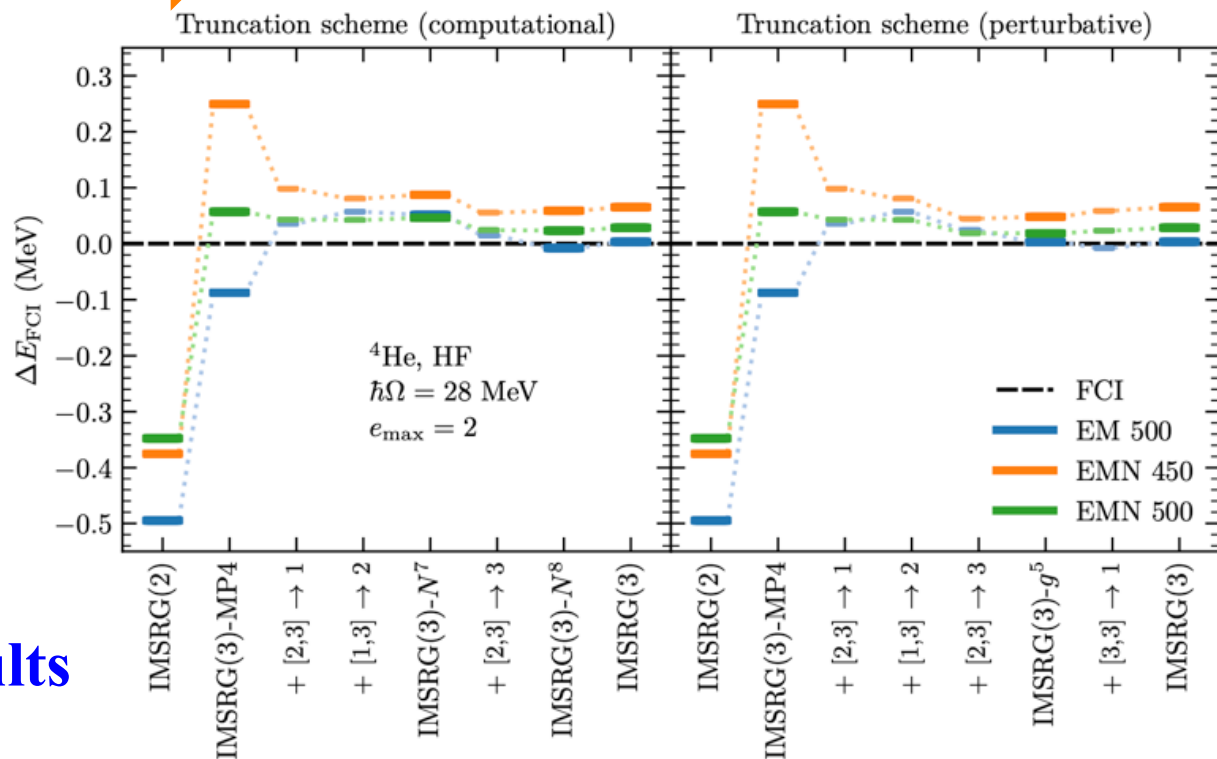 Truncation scheme (computational)
Truncation scheme (perturbative)
ΔE_FCI (MeV)
0.3
0.2
0.1
0.0
−0.1
−0.2
−0.3
−0.4
−0.5
⁴He, HF
ℏΩ = 28 MeV
e_max = 2
FCI
EM 500
EMN 450
EMN 500
IMSRG(2)
IMSRG(3)-MP4
+ [2,3] → 1
+ [1,3] → 2
IMSRG(3)-N⁷
+ [2,3] → 3
IMSRG(3)-N⁸
IMSRG(3)
IMSRG(2)
IMSRG(3)-MP4
+ [2,3] → 1
+ [1,3] → 2
+ [2,3] → 3
IMSRG(3)-g⁵
+ [3,3] → 1
IMSRG(3)
ults